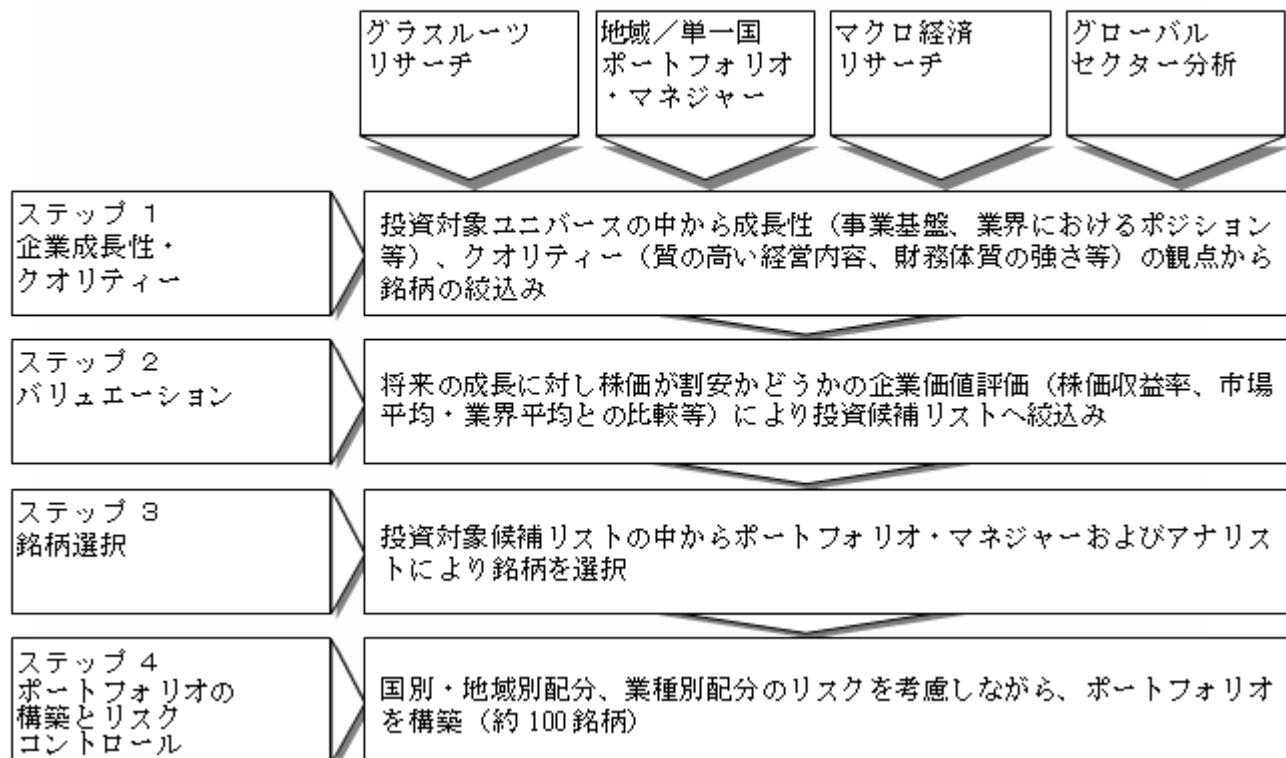 グラスルーツ
リサーチ
地域／単一国
ポートフォリオ
・マネジャー
マクロ経済
リサーチ
グローバル
セクター分析
ステップ １
企業成長性・
クオリティー
投資対象ユニバースの中から成長性（事業基盤、業界におけるポジション
等）、クオリティー（質の高い経営内容、財務体質の強さ等）の観点から
銘柄の絞込み
ステップ ２
バリュエーション
将来の成長に対し株価が割安かどうかの企業価値評価（株価収益率、市場
平均・業界平均との比較等）により投資候補リストへ絞込み
ステップ ３
銘柄選択
投資対象候補リストの中からポートフォリオ・マネジャーおよびアナリス
トにより銘柄を選択
ステップ ４
ポートフォリオの
構築とリスク
コントロール
国別・地域別配分、業種別配分のリスクを考慮しながら、ポートフォリオ
を構築（約 100 銘柄）